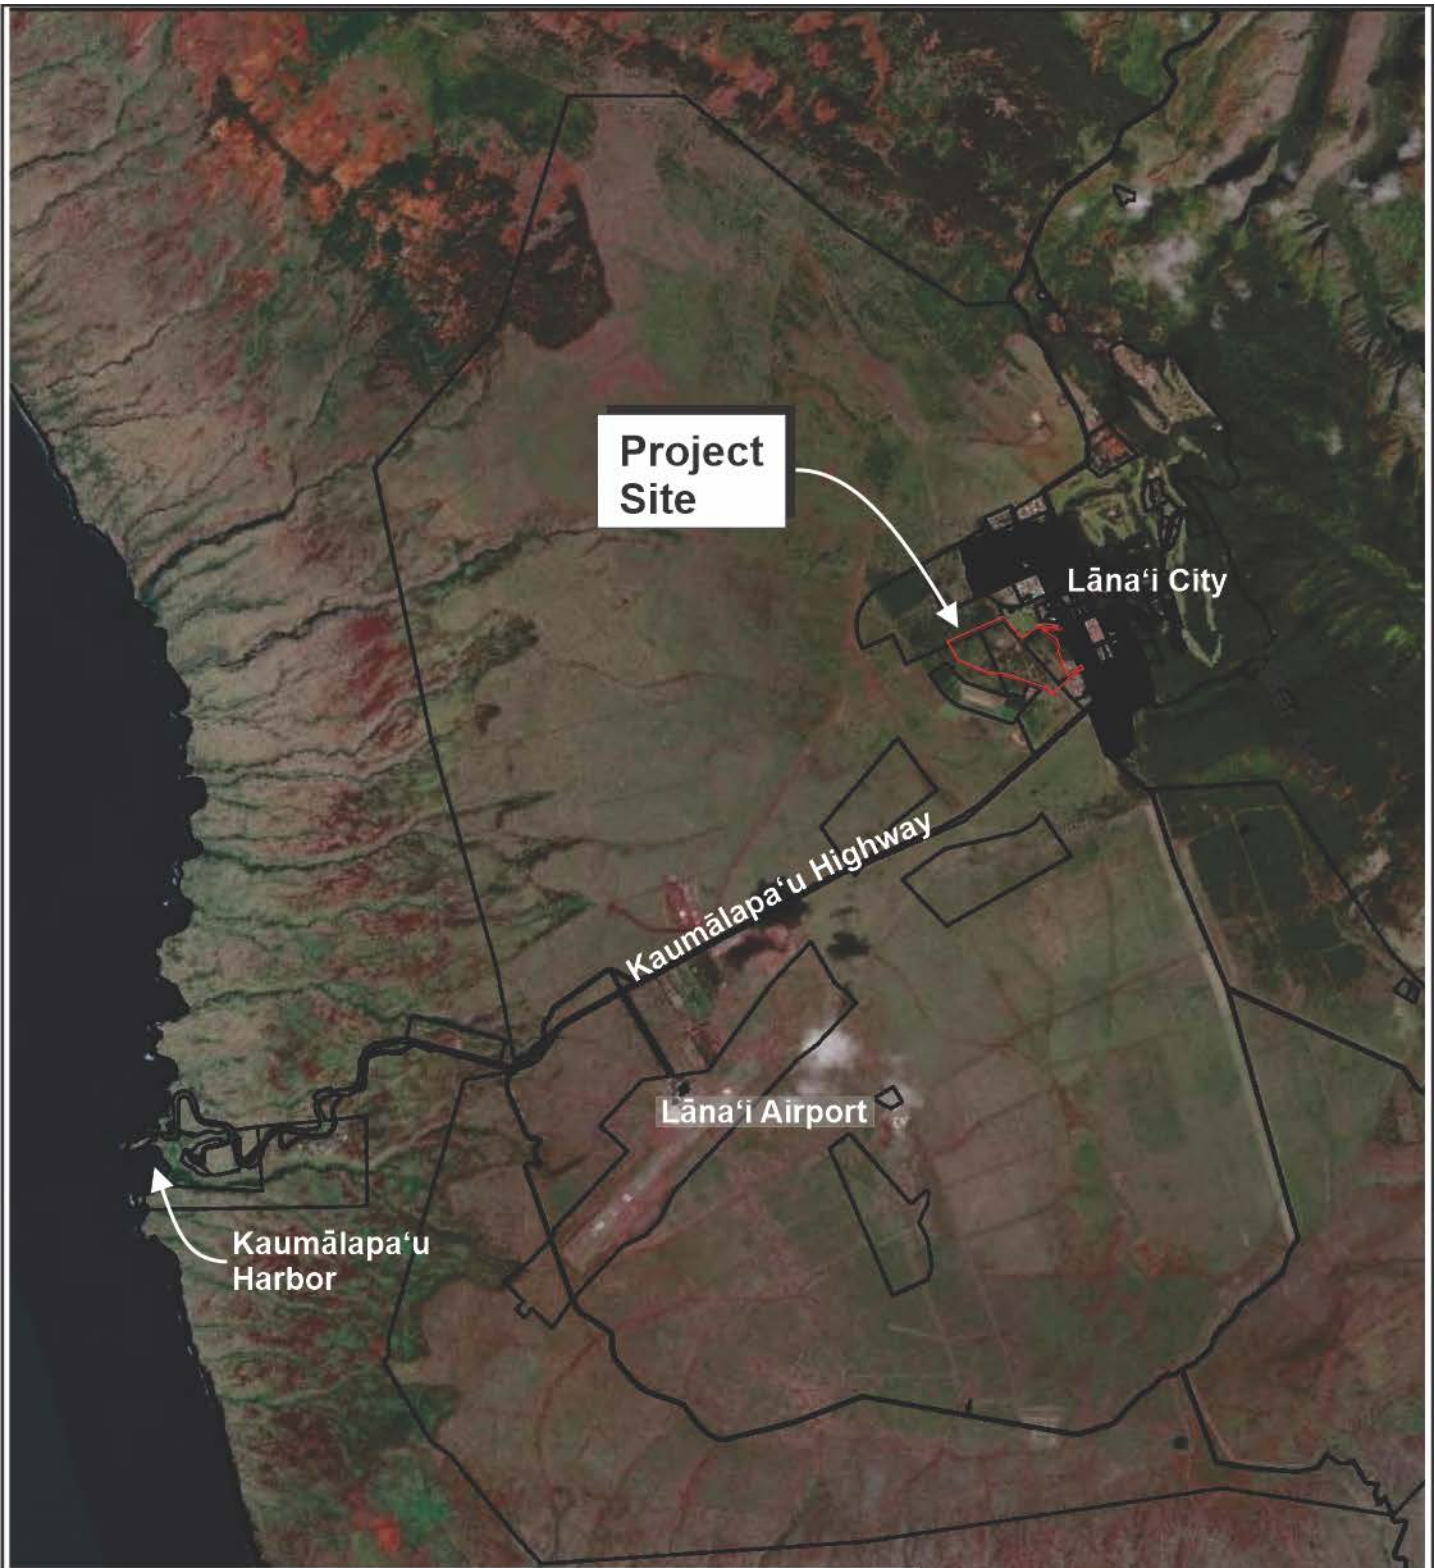 Project
Site
Lāna‘i City
Kaumālapa‘u Highway
Lāna‘i Airport
Kaumālapa‘u
Harbor